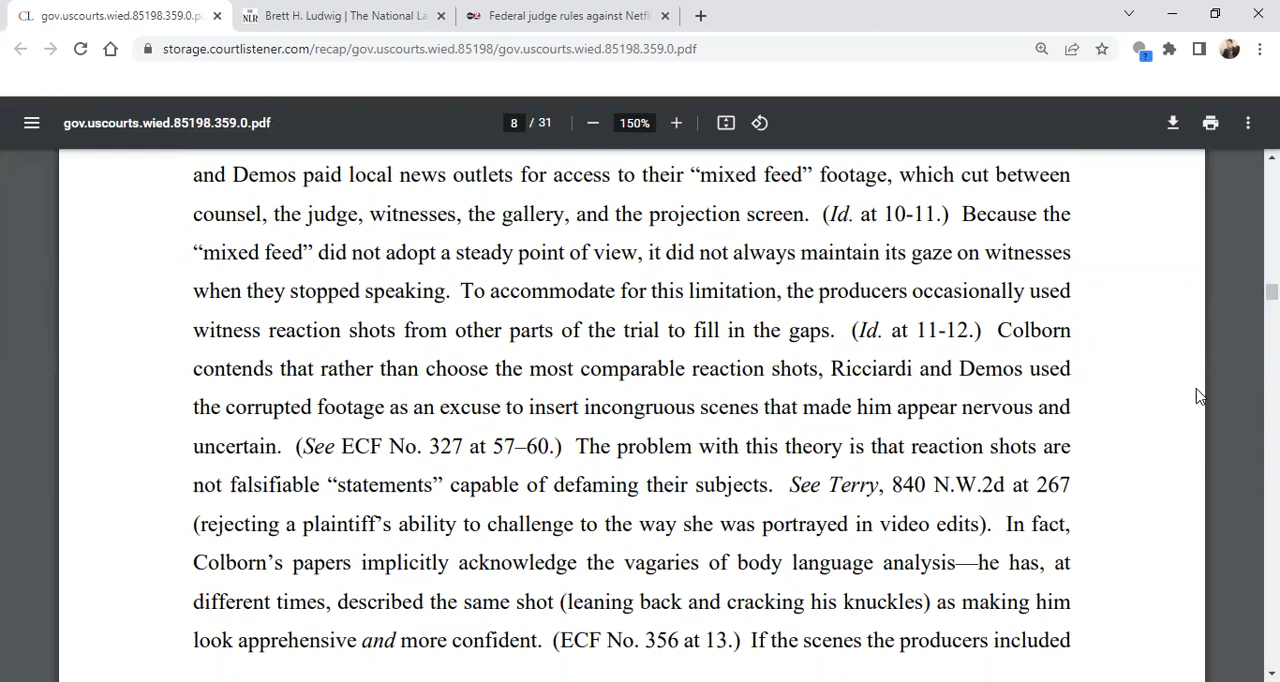 CL gov.uscourts.wied.85198.359.0.p
NLR Brett H. Ludwig | The National La
Federal judge rules against Netfl
storage.courtlistener.com/recap/gov.uscourts.wied.85198/gov.uscourts.wied.85198.359.0.pdf
?
gov.uscourts.wied.85198.359.0.pdf
8 / 31
150%
and Demos paid local news outlets for access to their “mixed feed” footage, which cut between
counsel, the judge, witnesses, the gallery, and the projection screen. (Id. at 10-11.) Because the
“mixed feed” did not adopt a steady point of view, it did not always maintain its gaze on witnesses
when they stopped speaking. To accommodate for this limitation, the producers occasionally used
witness reaction shots from other parts of the trial to fill in the gaps. (Id. at 11-12.) Colborn
contends that rather than choose the most comparable reaction shots, Ricciardi and Demos used
the corrupted footage as an excuse to insert incongruous scenes that made him appear nervous and
uncertain. (See ECF No. 327 at 57–60.) The problem with this theory is that reaction shots are
not falsifiable “statements” capable of defaming their subjects. See Terry, 840 N.W.2d at 267
(rejecting a plaintiff’s ability to challenge to the way she was portrayed in video edits). In fact,
Colborn’s papers implicitly acknowledge the vagaries of body language analysis—he has, at
different times, described the same shot (leaning back and cracking his knuckles) as making him
look apprehensive and more confident. (ECF No. 356 at 13.) If the scenes the producers included